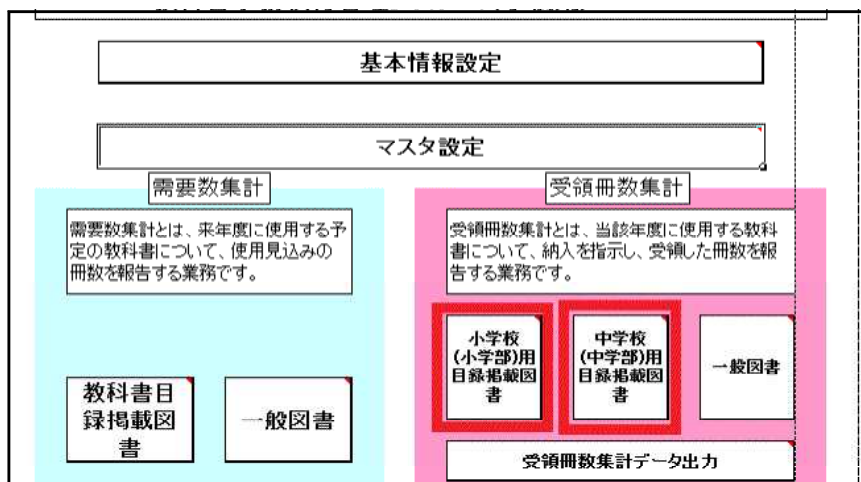 基本情報設定
マスタ設定
需要数集計
需要数集計とは、来年度に使用する予
定の教科書について、使用見込みの
冊数を報告する業務です。
教科書目
録掲載図
書
一般図書
受領冊数集計
受領冊数集計とは、当該年度に使用する教科
書について、納入を指示し、受領した冊数を報
告する業務です。
小学校
(小学部)用
目録掲載図
書
中学校
(中学部)用
目録掲載図
書
一般図書
受領冊数集計データ出力